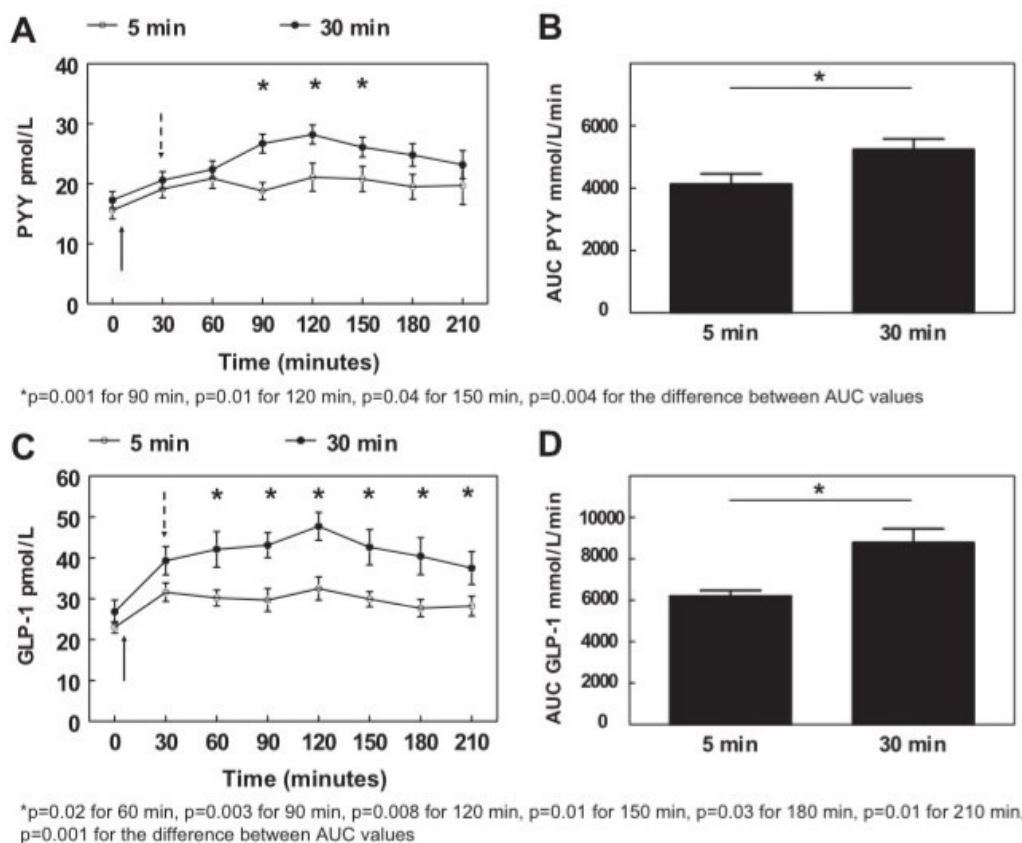 A
5 min
30 min
40
30
20
10
0
PYY pmol/L
* * *
0 30 60 90 120 150 180 210
Time (minutes)
B
*
6000
4000
2000
0
AUC PYY mmol/L/min
5 min 30 min
*p=0.001 for 90 min, p=0.01 for 120 min, p=0.04 for 150 min, p=0.004 for the difference between AUC values
C
5 min
30 min
60
50
40
30
20
10
0
GLP-1 pmol/L
* * * * * *
0 30 60 90 120 150 180 210
Time (minutes)
D
*
10000
8000
6000
4000
2000
0
AUC GLP-1 mmol/L/min
5 min 30 min
*p=0.02 for 60 min, p=0.003 for 90 min, p=0.008 for 120 min, p=0.01 for 150 min, p=0.03 for 180 min, p=0.01 for 210 min,
p=0.001 for the difference between AUC values